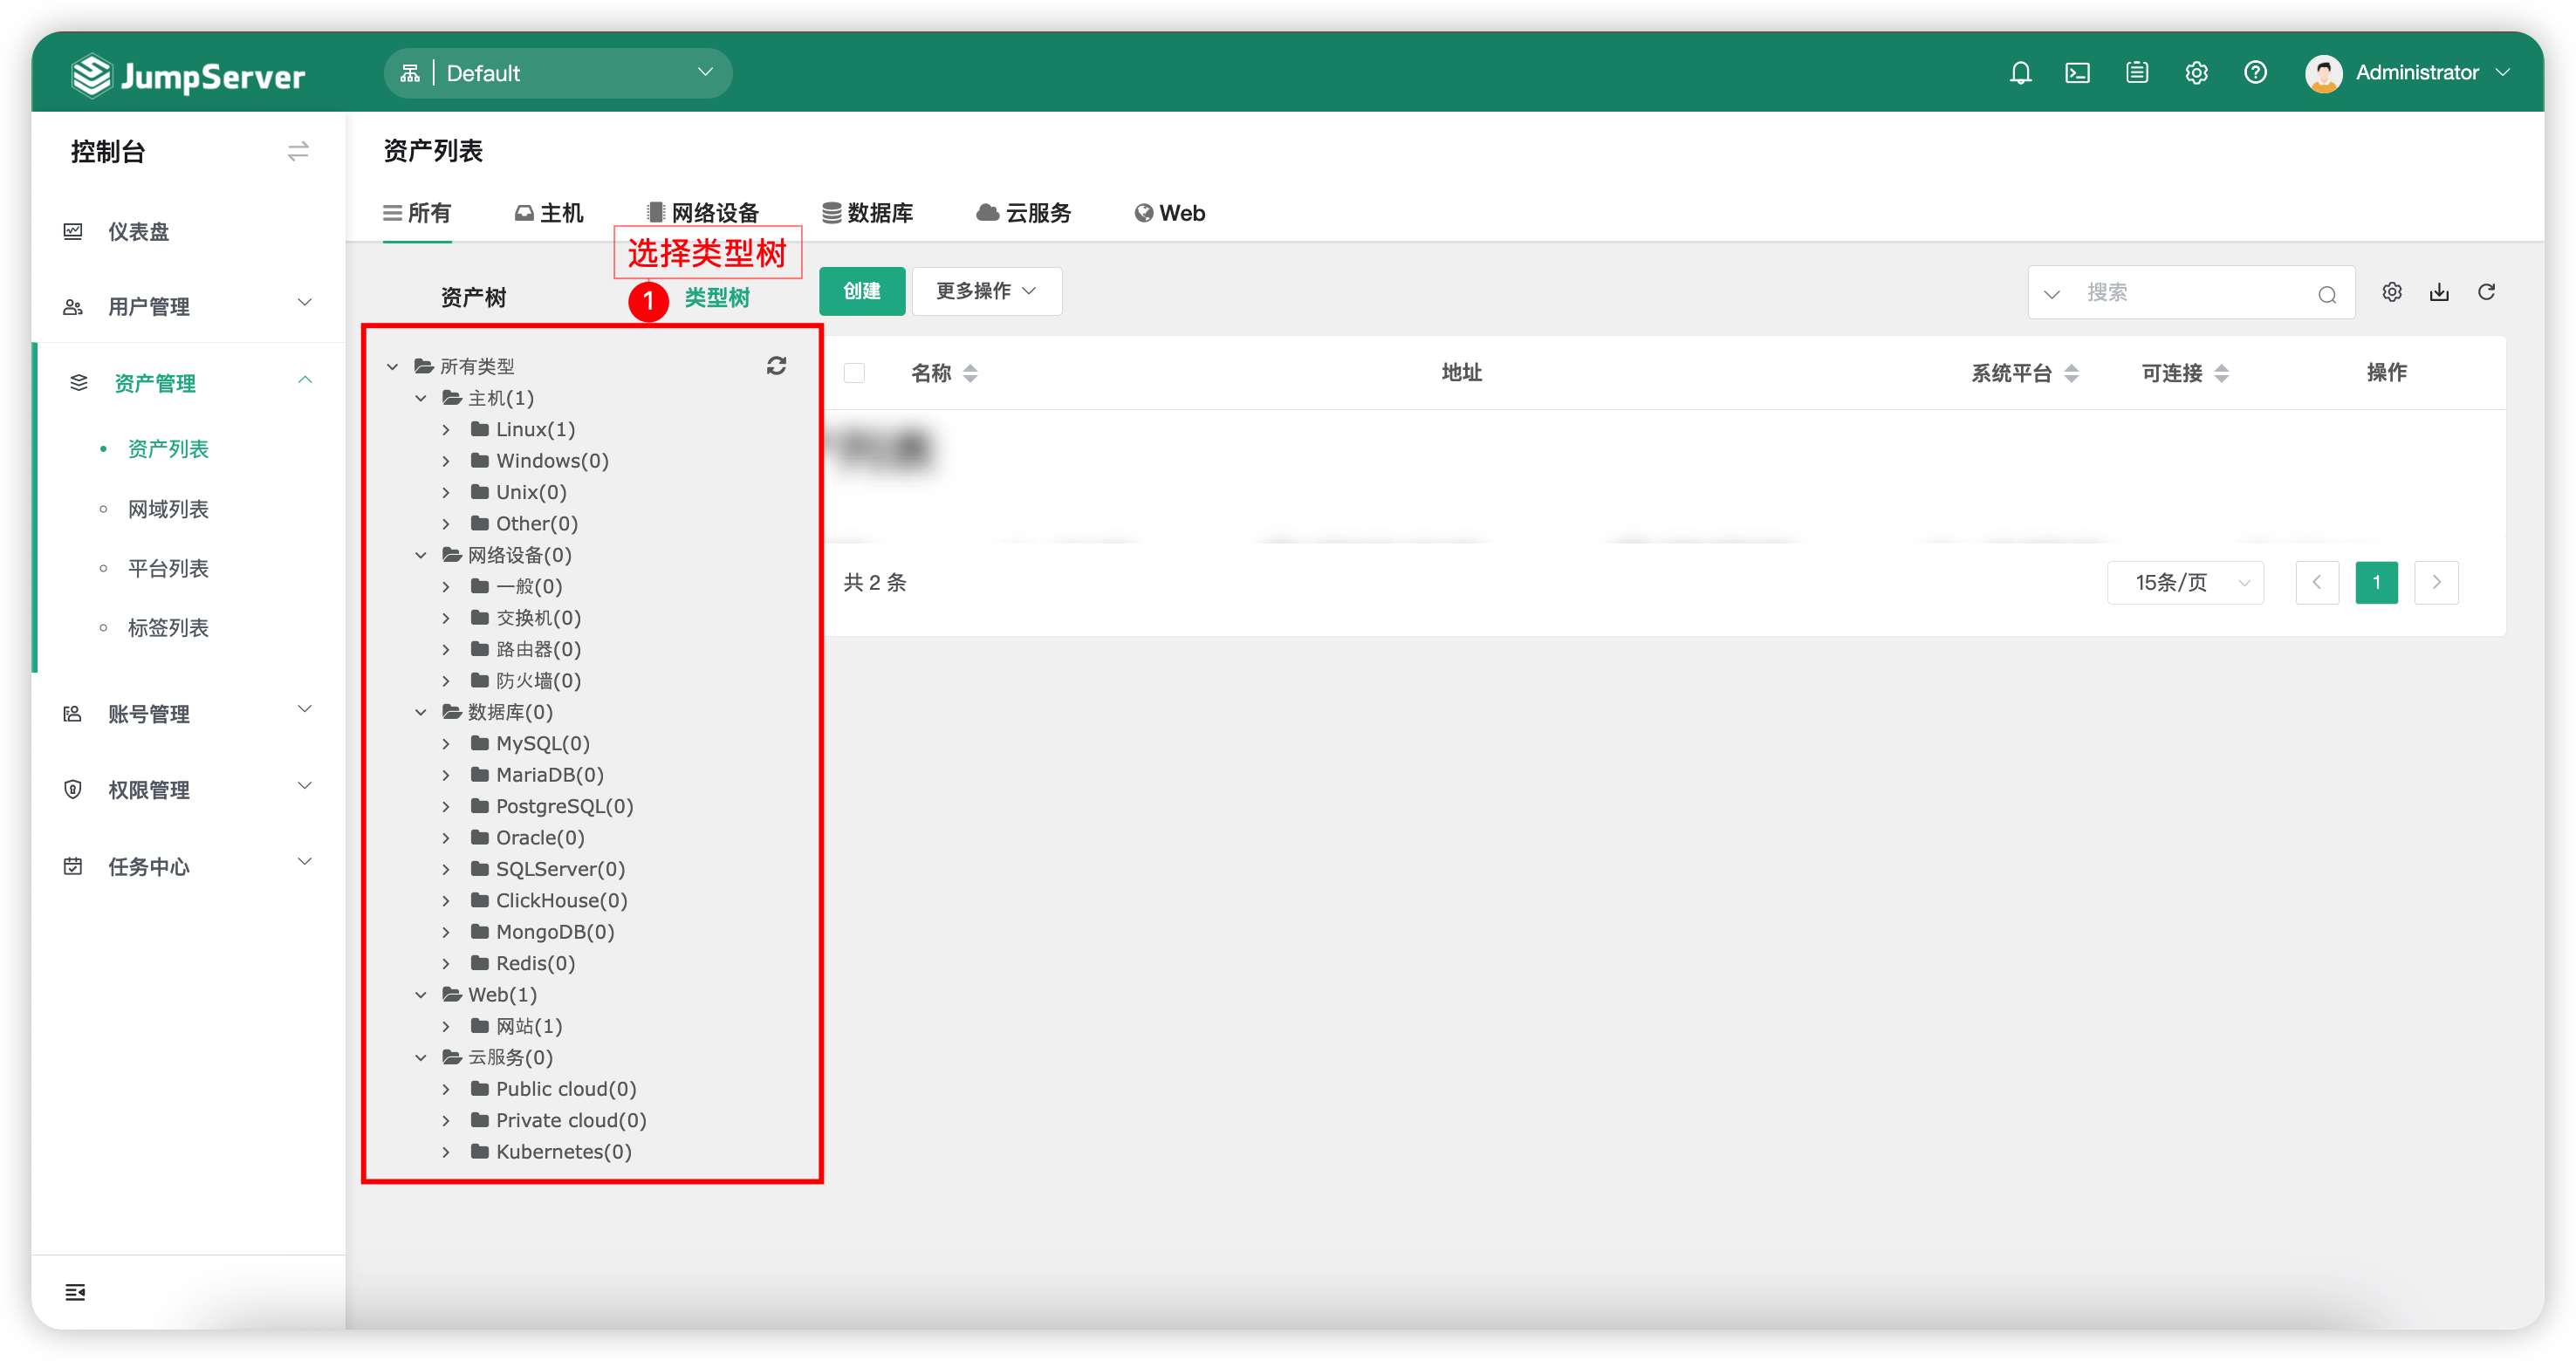 JumpServer
Default
Administrator
控制台
仪表盘
用户管理
资产管理
资产列表
网域列表
平台列表
标签列表
账号管理
权限管理
任务中心
资产列表
所有
主机
网络设备
数据库
云服务
Web
选择类型树
资产树
1
类型树
创建
更多操作
搜索
所有类型
主机(1)
Linux(1)
Windows(0)
Unix(0)
Other(0)
网络设备(0)
一般(0)
交换机(0)
路由器(0)
防火墙(0)
数据库(0)
MySQL(0)
MariaDB(0)
PostgreSQL(0)
Oracle(0)
SQLServer(0)
ClickHouse(0)
MongoDB(0)
Redis(0)
Web(1)
网站(1)
云服务(0)
Public cloud(0)
Private cloud(0)
Kubernetes(0)
名称
地址
系统平台
可连接
操作
共 2 条
15条/页
1